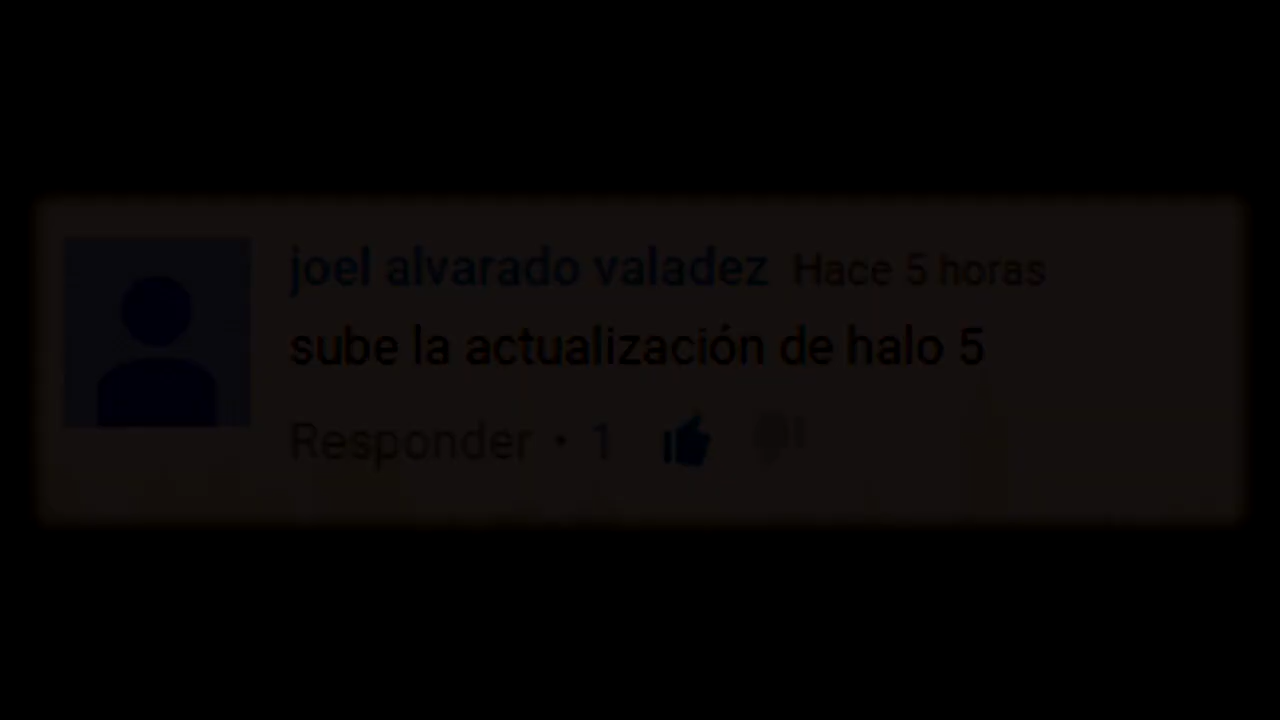 joel alvarado valadez Hace 5 horas
sube la actualización de halo 5
Responder • 1